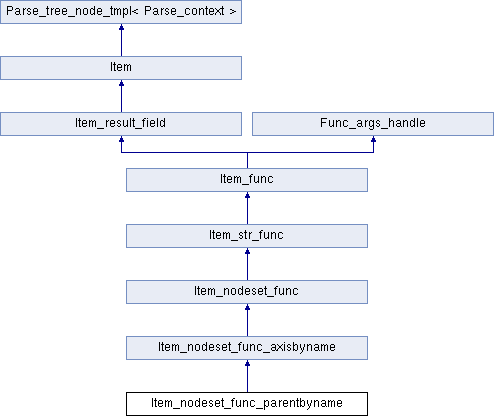 Parse_tree_node_tmpl< Parse_context >
Item
Item_result_field
Func_args_handle
Item_func
Item_str_func
Item_nodeset_func
Item_nodeset_func_axisbyname
Item_nodeset_func_parentbyname